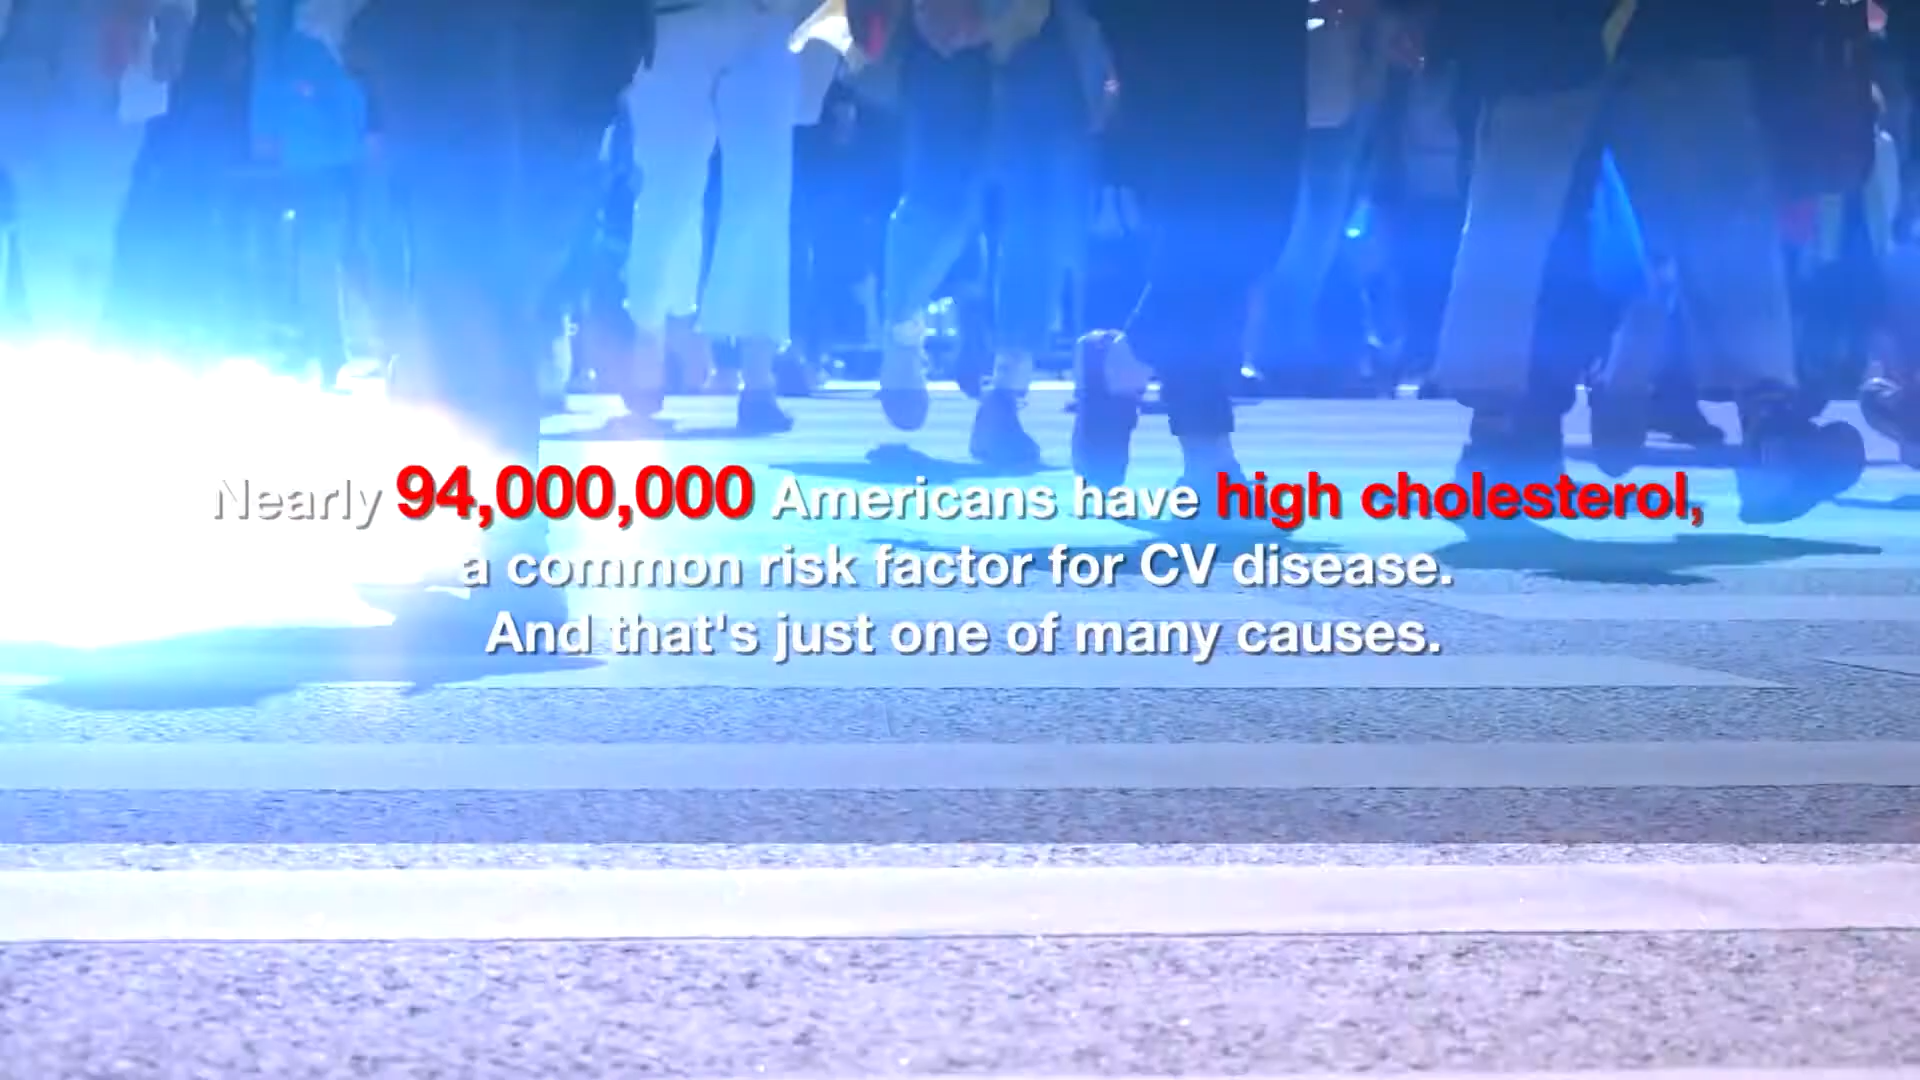 Nearly 94,000,000 Americans have high cholesterol,
a common risk factor for CV disease.
And that's just one of many causes.